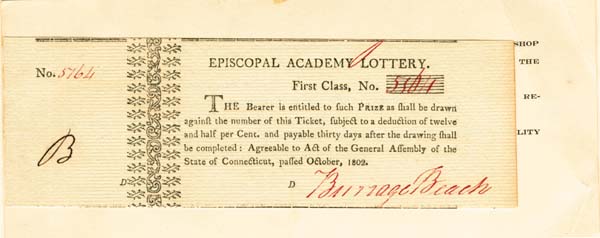 No. 5164
B
D
EPISCOPAL ACADEMY LOTTERY.
First Class, No. 5164
THE Bearer is entitled to such PRIZE as ſhall be drawn
againſt the number of this Ticket, ſubject to a deduction of twelve
and half per Cent. and payable thirty days after the drawing ſhall
be completed: Agreeable to Act of the General Aſſembly of the
State of Connecticut, paſſed October, 1802.
D
Burrage Beach
SHOP
THE
RE-
LITY